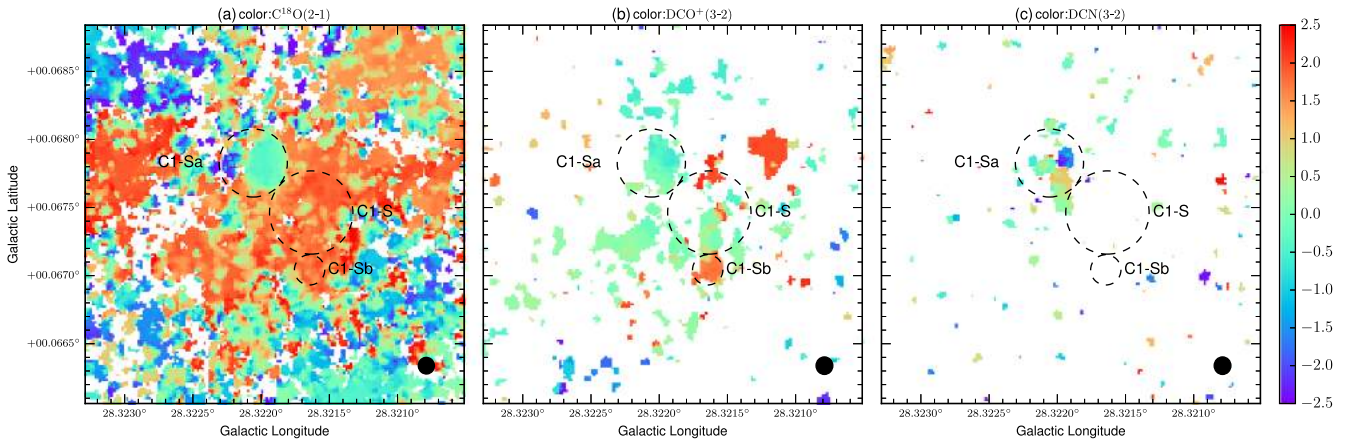 (a) color:C¹⁸O(2-1)
(b) color:DCO⁺(3-2)
(c) color:DCN(3-2)
+00.0685°
+00.0680°
+00.0675°
+00.0670°
+00.0665°
Galactic Latitude
C1-Sa
C1-S
C1-Sb
28.3230° 28.3225° 28.3220° 28.3215° 28.3210°
Galactic Longitude
C1-Sa
C1-S
C1-Sb
28.3230° 28.3225° 28.3220° 28.3215° 28.3210°
Galactic Longitude
C1-Sa
C1-S
C1-Sb
28.3230° 28.3225° 28.3220° 28.3215° 28.3210°
Galactic Longitude
2.5
2.0
1.5
1.0
0.5
0.0
−0.5
−1.0
−1.5
−2.0
−2.5